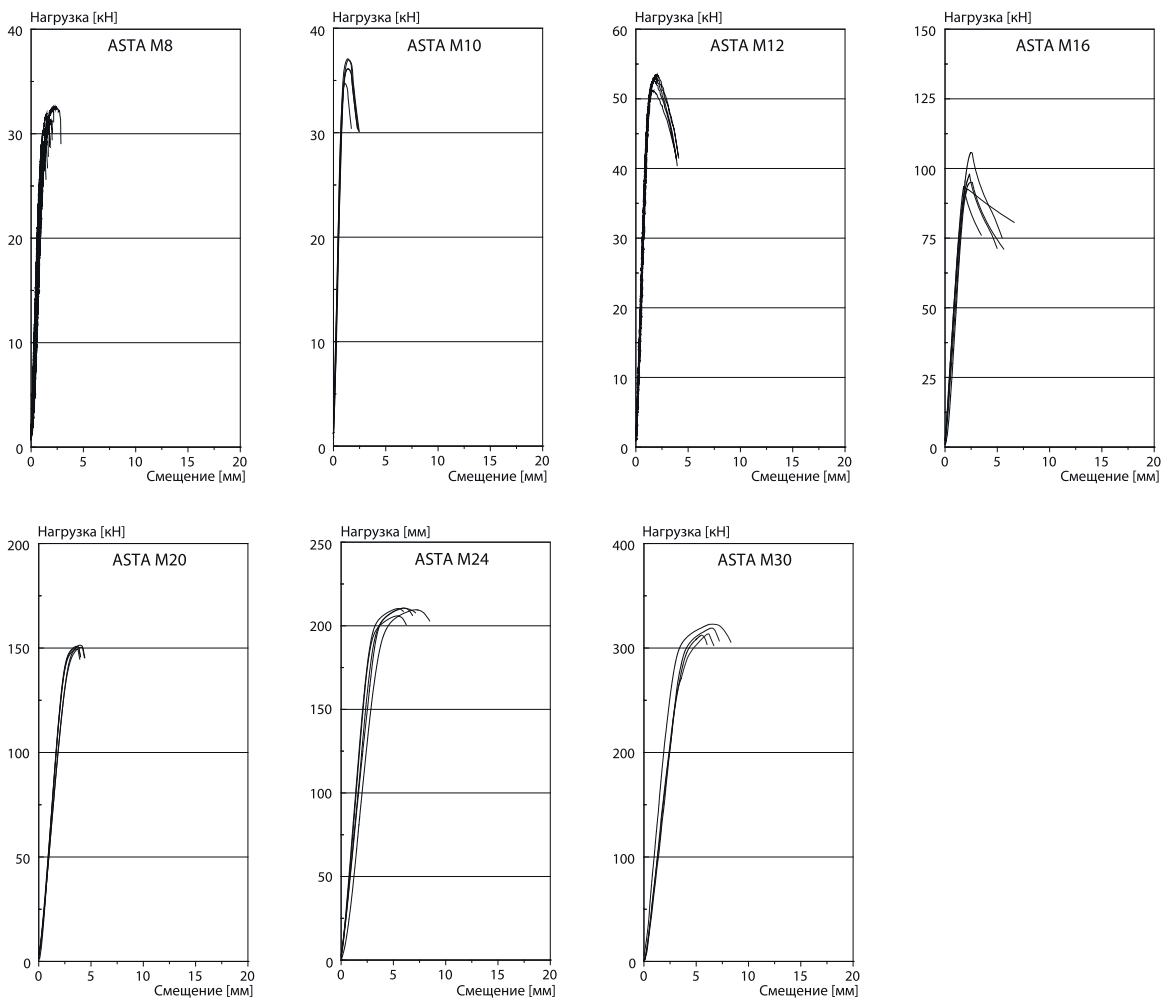 Нагрузка [кН]
ASTA M8
40
30
20
10
0
0 5 10 15 20
Смещение [мм]
Нагрузка [кН]
ASTA M10
40
30
20
10
0
0 5 10 15 20
Смещение [мм]
Нагрузка [кН]
ASTA M12
60
50
40
30
20
10
0
0 5 10 15 20
Смещение [мм]
Нагрузка [кН]
ASTA M16
150
125
100
75
50
25
0
0 5 10 15 20
Смещение [мм]
Нагрузка [кН]
ASTA M20
200
150
100
50
0
0 5 10 15 20
Смещение [мм]
Нагрузка [мм]
ASTA M24
250
200
150
100
50
0
0 5 10 15 20
Смещение [мм]
Нагрузка [кН]
ASTA M30
400
300
200
100
0
0 5 10 15 20
Смещение [мм]